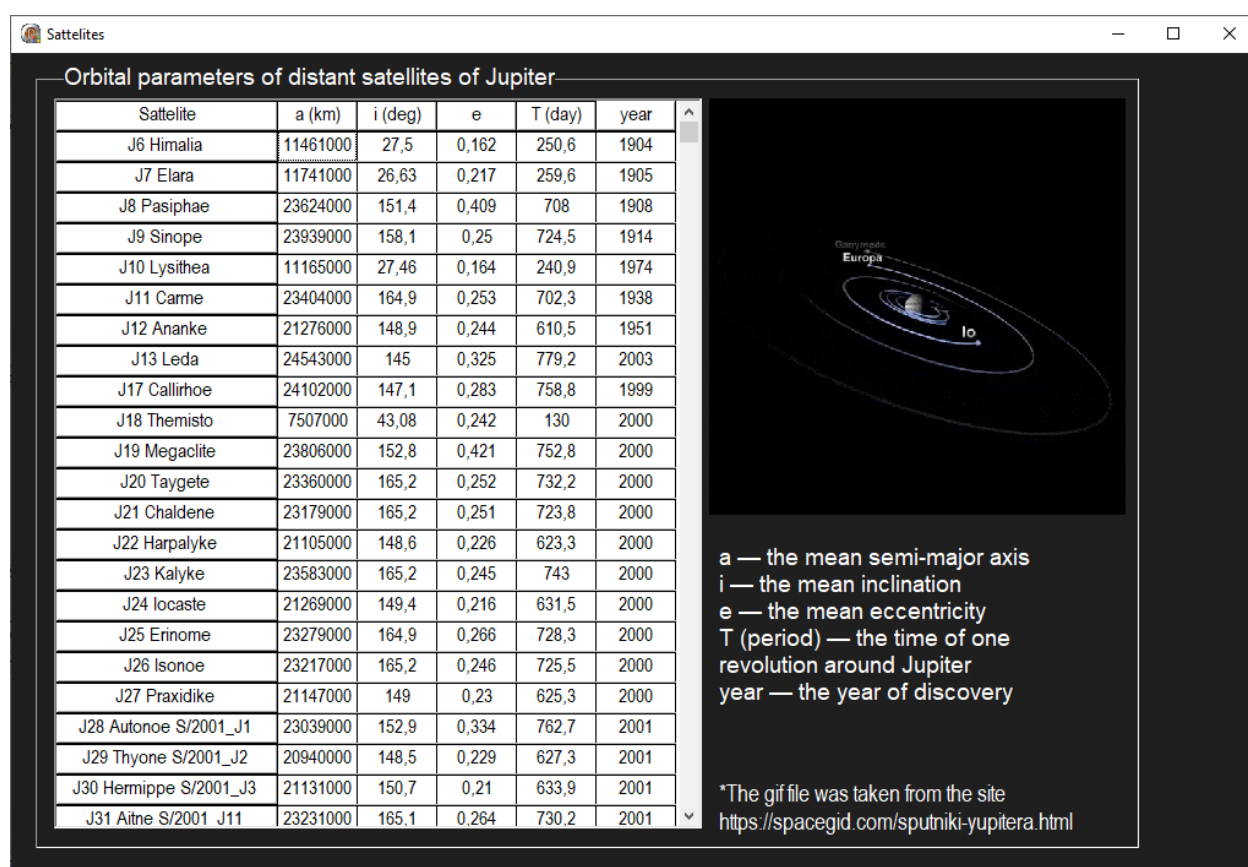 Sattelites
Orbital parameters of distant satellites of Jupiter
Sattelite a (km) i (deg) e T (day) year
J6 Himalia 11461000 27,5 0,162 250,6 1904
J7 Elara 11741000 26,63 0,217 259,6 1905
J8 Pasiphae 23624000 151,4 0,409 708 1908
J9 Sinope 23939000 158,1 0,25 724,5 1914
J10 Lysithea 11165000 27,46 0,164 240,9 1974
J11 Carme 23404000 164,9 0,253 702,3 1938
J12 Ananke 21276000 148,9 0,244 610,5 1951
J13 Leda 24543000 145 0,325 779,2 2003
J17 Callirhoe 24102000 147,1 0,283 758,8 1999
J18 Themisto 7507000 43,08 0,242 130 2000
J19 Megaclite 23806000 152,8 0,421 752,8 2000
J20 Taygete 23360000 165,2 0,252 732,2 2000
J21 Chaldene 23179000 165,2 0,251 723,8 2000
J22 Harpalyke 21105000 148,6 0,226 623,3 2000
J23 Kalyke 23583000 165,2 0,245 743 2000
J24 Iocaste 21269000 149,4 0,216 631,5 2000
J25 Erinome 23279000 164,9 0,266 728,3 2000
J26 Isonoe 23217000 165,2 0,246 725,5 2000
J27 Praxidike 21147000 149 0,23 625,3 2000
J28 Autonoe S/2001_J1 23039000 152,9 0,334 762,7 2001
J29 Thyone S/2001_J2 20940000 148,5 0,229 627,3 2001
J30 Hermippe S/2001_J3 21131000 150,7 0,21 633,9 2001
J31 Aitne S/2001_J11 23231000 165,1 0,264 730,2 2001
Ganymede
Europa
Io
a — the mean semi-major axis
i — the mean inclination
e — the mean eccentricity
T (period) — the time of one
revolution around Jupiter
year — the year of discovery
*The gif file was taken from the site
https://spacegid.com/sputniki-yupitera.html